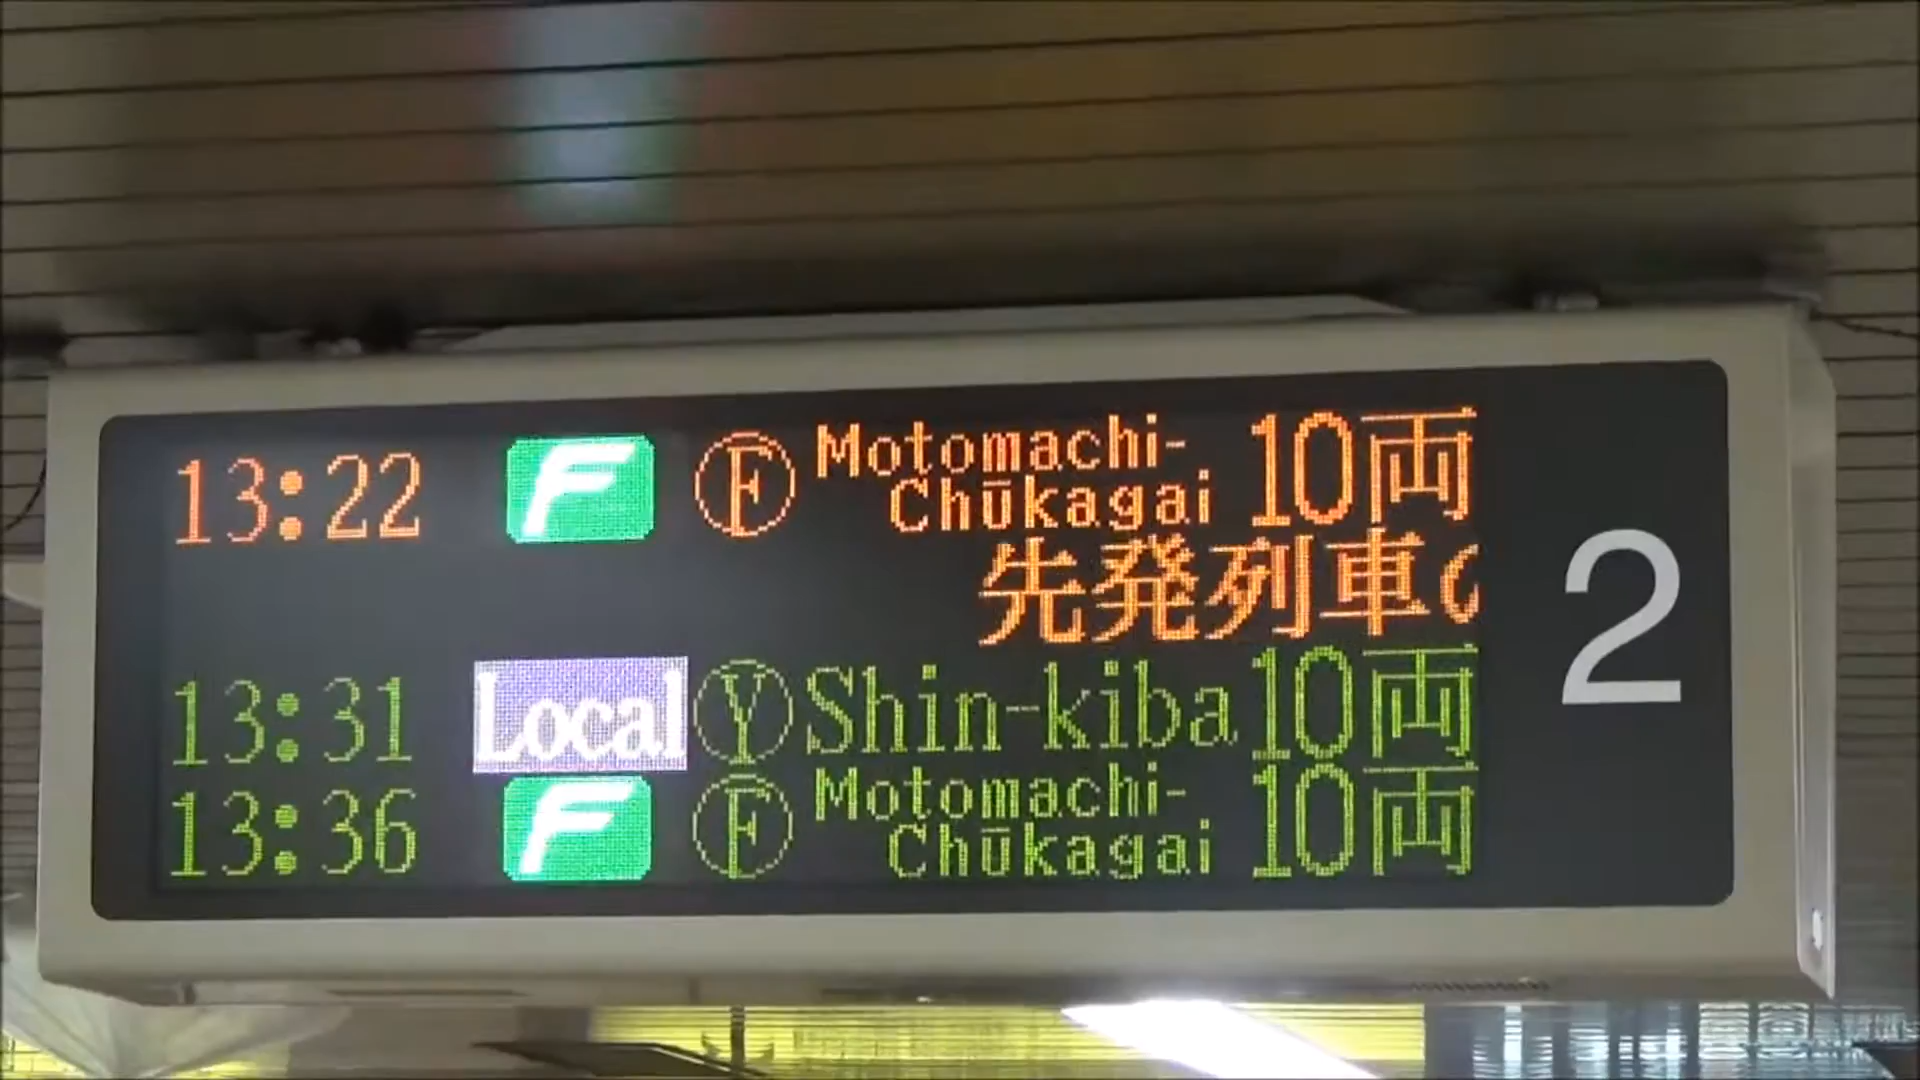 13:22 F Ⓕ Motomachi-Chūkagai 10両
先発列車の
13:31 Local Ⓨ Shin-kiba 10両
13:36 F Ⓕ Motomachi-Chūkagai 10両
2